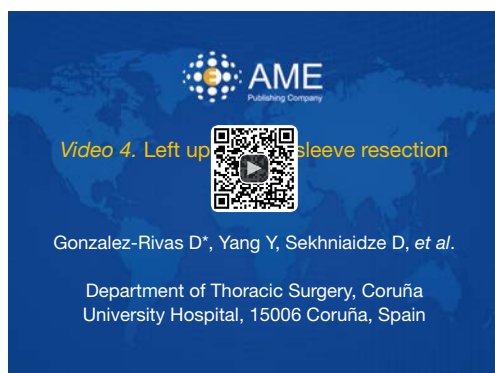 AME
Publishing Company
Video 4. Left up sleeve resection
Gonzalez-Rivas D*, Yang Y, Sekhniaidze D, et al.
Department of Thoracic Surgery, Coruña
University Hospital, 15006 Coruña, Spain